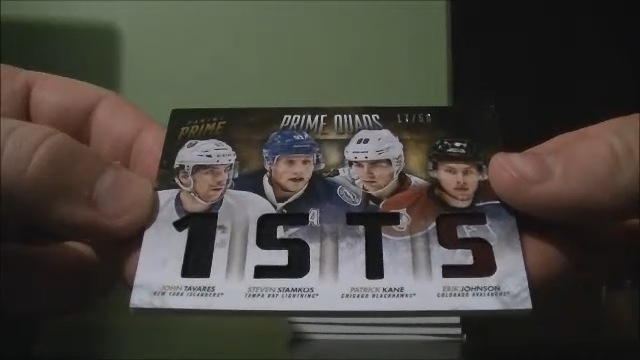 PANINI
PRIME
PRIME QUADS
1STS
JOHN TAVARES
NEW YORK ISLANDERS®
STEVEN STAMKOS
TAMPA BAY LIGHTNING®
PATRICK KANE
CHICAGO BLACKHAWKS®
ERIK JOHNSON
COLORADO AVALANCHE®